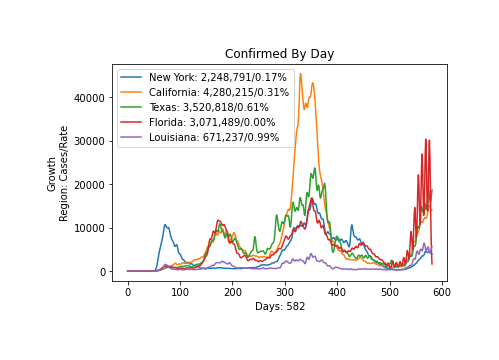 Confirmed By Day
New York: 2,248,791/0.17%
California: 4,280,215/0.31%
Texas: 3,520,818/0.61%
Florida: 3,071,489/0.00%
Louisiana: 671,237/0.99%
Growth
Region: Cases/Rate
40000
30000
20000
10000
0
0 100 200 300 400 500 600
Days: 582